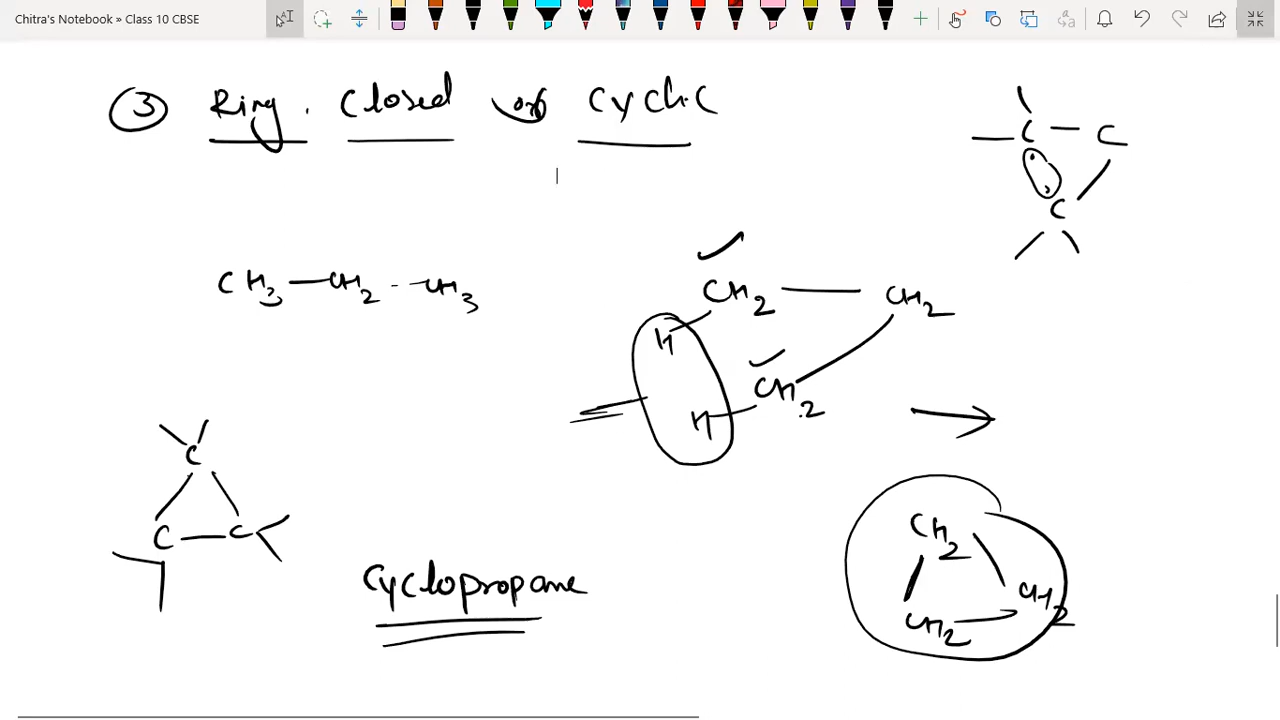 Chitra's Notebook » Class 10 CBSE
③ Ring. Closed or Cyclic
C - C
C
CH3-CH2--CH3
CH2 - CH2
H
CH2
H
C
C - C
Cyclopropane
CH2
CH2
CH2